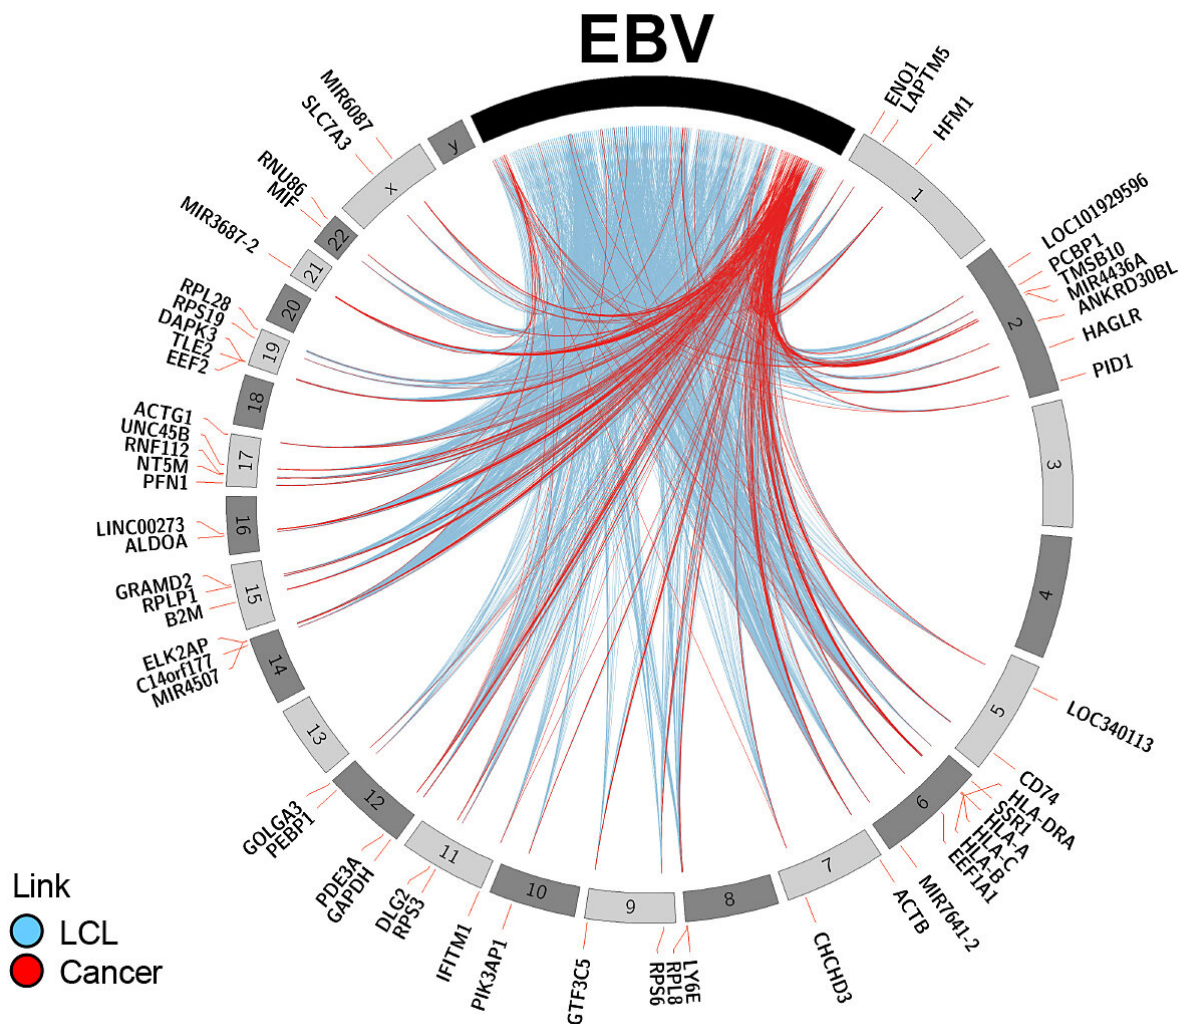 EBV
ENO1
LAPTM5
HFM1
LOC101929596
PCBP1
TMSB10
MIR4436A
ANKRD30BL
HAGLR
PID1
LOC340113
CD74
HLA-DRA
SSR1
HLA-A
HLA-C
HLA-B
EEF1A1
MIR7641-2
ACTB
CHCHD3
LY6E
RPL8
RPS6
GTF3C5
PIK3AP1
IFITM1
RPS3
DLG2
GAPDH
PDE3A
PEBP1
GOLGA3
MIR4507
C14orf177
ELK2AP
B2M
RPLP1
GRAMD2
ALDOA
LINC00273
PFN1
NT5M
RNF112
UNC45B
ACTG1
EEF2
TLE2
DAPK3
RPS19
RPL28
MIR3687-2
MIF
RNU86
SLC7A3
MIR6087
1
2
3
4
5
6
7
8
9
10
11
12
13
14
15
16
17
18
19
20
21
22
x
y
Link
LCL
Cancer